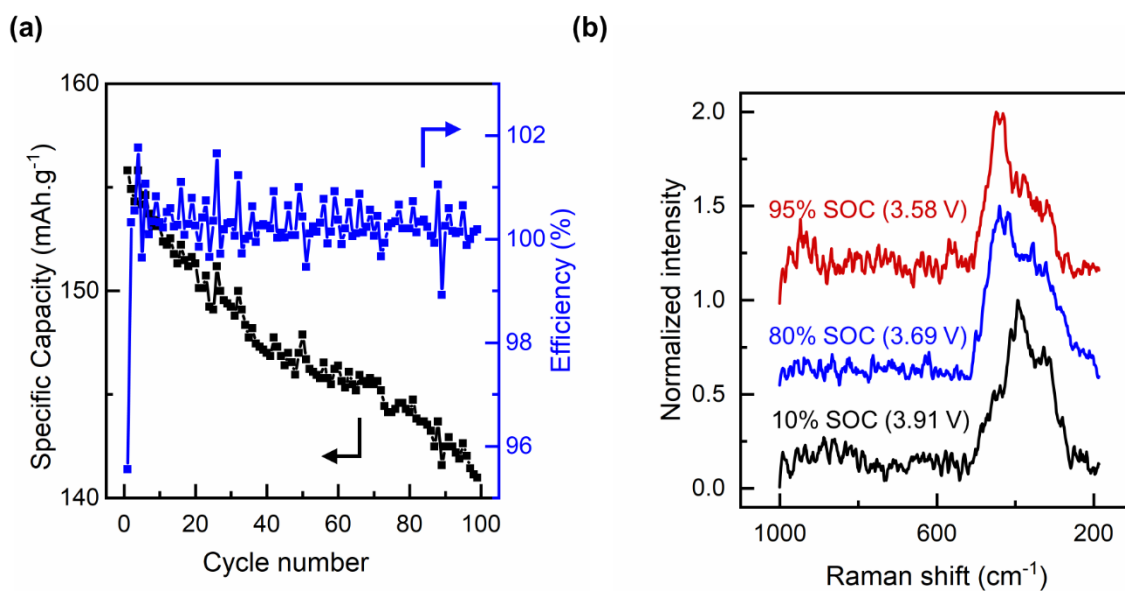 (a)
160
150
140
Specific Capacity (mAh.g⁻¹)
0
20
40
60
80
100
Cycle number
102
100
98
96
Efficiency (%)
(b)
2.0
1.5
1.0
0.5
0.0
Normalized intensity
95% SOC (3.58 V)
80% SOC (3.69 V)
10% SOC (3.91 V)
1000
600
200
Raman shift (cm⁻¹)